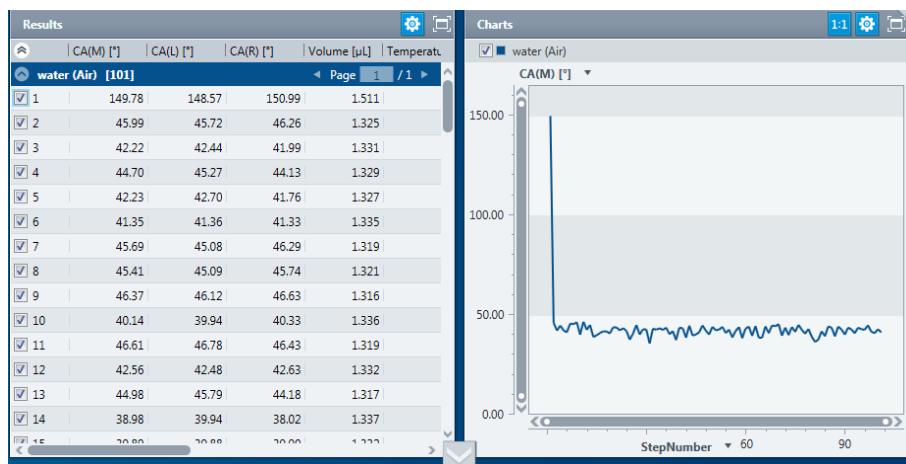 Results
CA(M) [°] CA(L) [°] CA(R) [°] Volume [µL] Temperatu
water (Air) [101] Page 1 / 1
1 149.78 148.57 150.99 1.511
2 45.99 45.72 46.26 1.325
3 42.22 42.44 41.99 1.331
4 44.70 45.27 44.13 1.329
5 42.23 42.70 41.76 1.327
6 41.35 41.36 41.33 1.335
7 45.69 45.08 46.29 1.319
8 45.41 45.09 45.74 1.321
9 46.37 46.12 46.63 1.316
10 40.14 39.94 40.33 1.336
11 46.61 46.78 46.43 1.319
12 42.56 42.48 42.63 1.332
13 44.98 45.79 44.18 1.317
14 38.98 39.94 38.02 1.337
Charts
1:1
water (Air)
CA(M) [°]
150.00
100.00
50.00
0.00
StepNumber 60 90